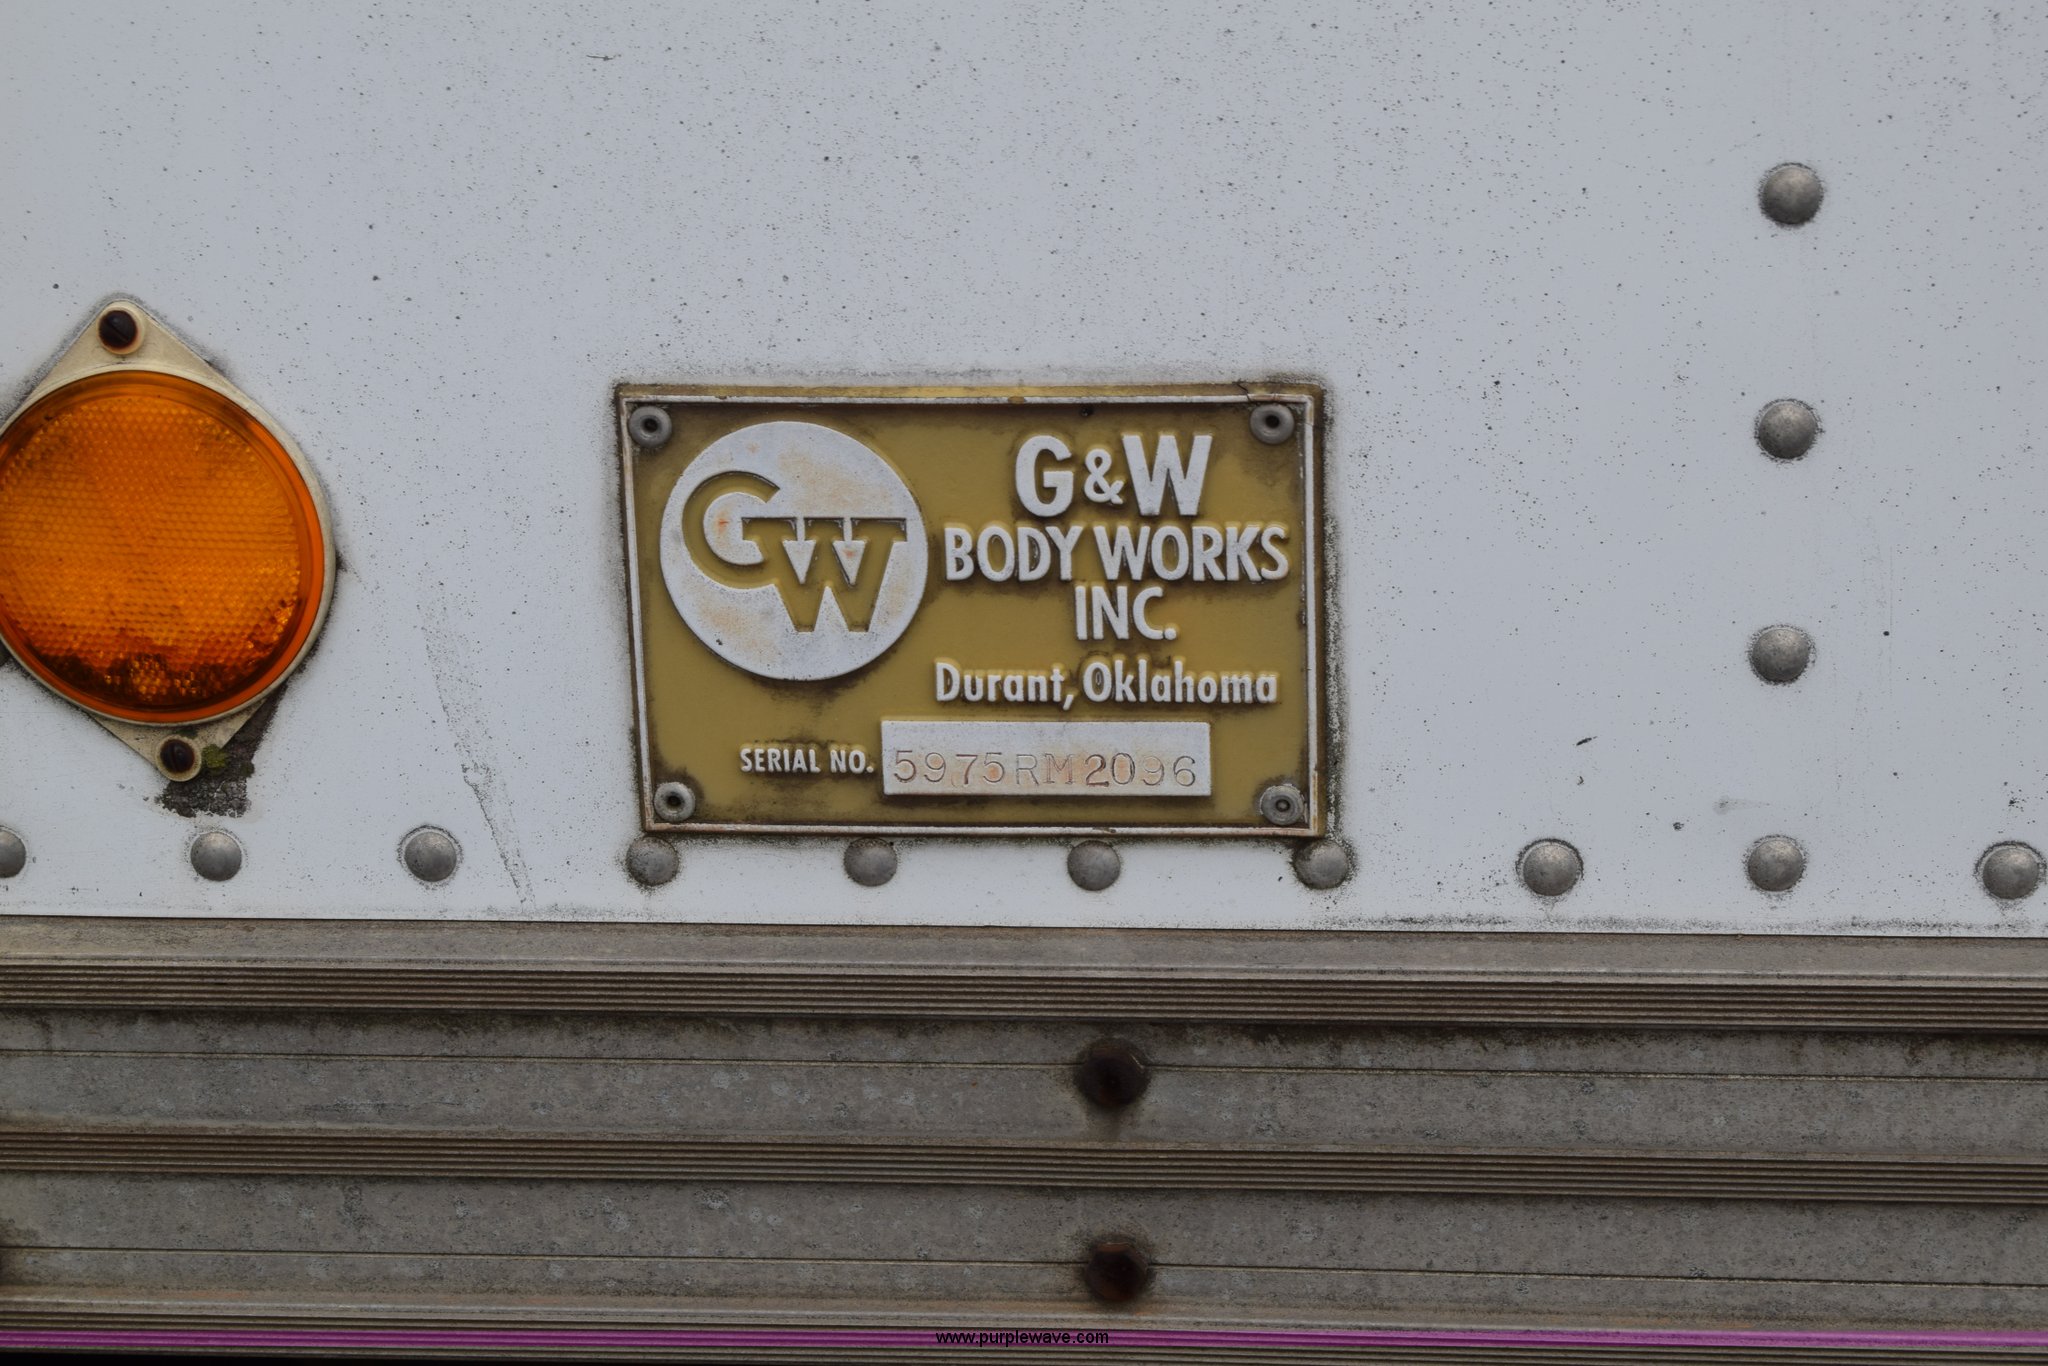 GW
G&W
BODY WORKS
INC.
Durant, Oklahoma
SERIAL NO. 5975RM2096
www.purplewave.com